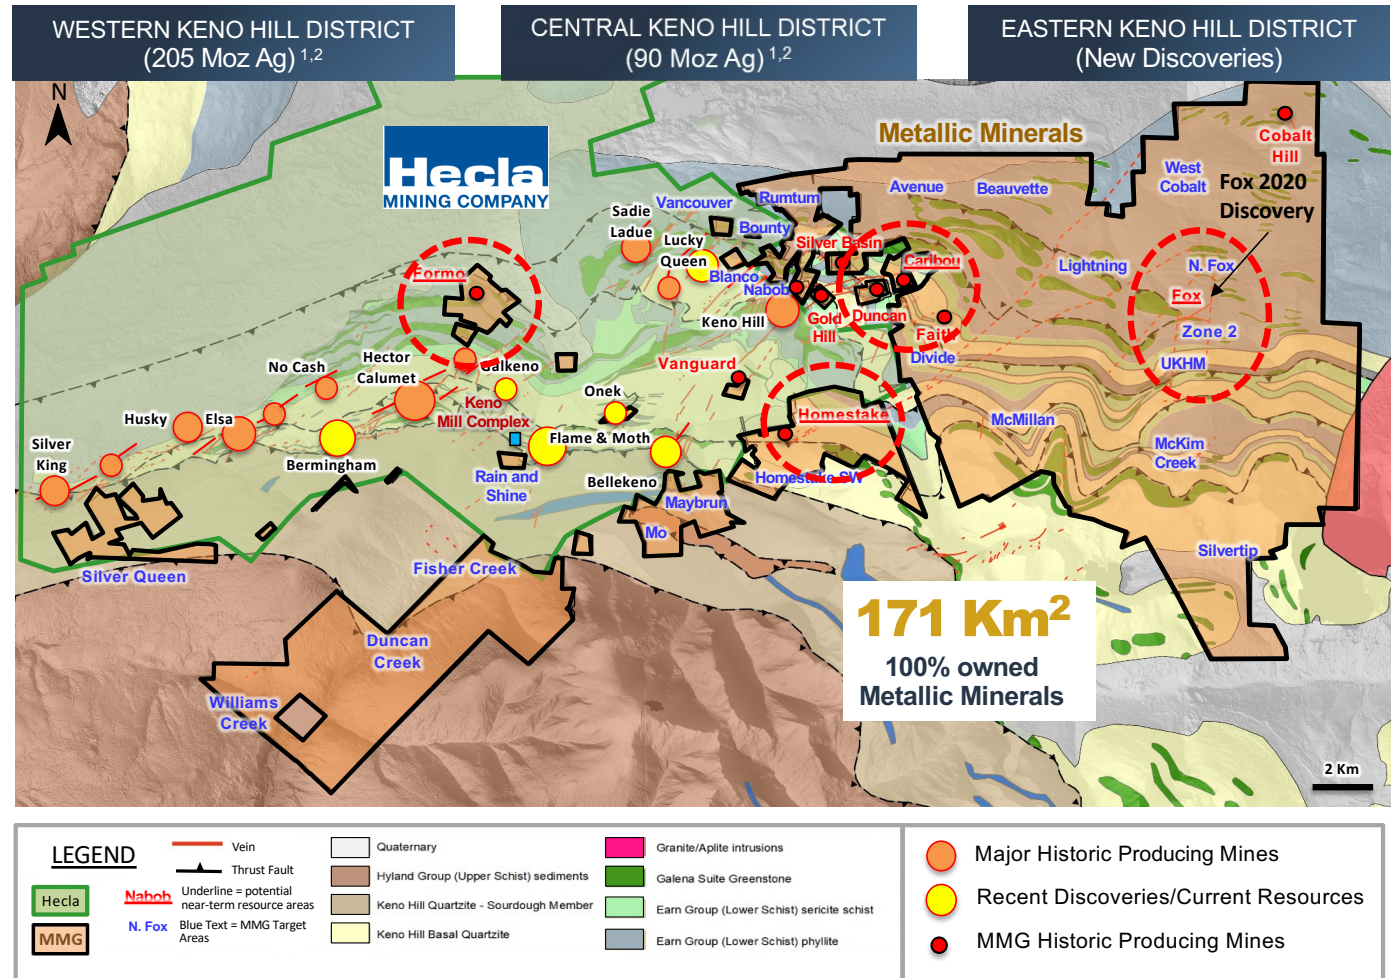 WESTERN KENO HILL DISTRICT
(205 Moz Ag) 1,2
CENTRAL KENO HILL DISTRICT
(90 Moz Ag) 1,2
EASTERN KENO HILL DISTRICT
(New Discoveries)
N
Hecla
MINING COMPANY
Metallic Minerals
Cobalt
Hill
West
Cobalt
Fox 2020
Discovery
Avenue
Beauvette
Rumtum
Vancouver
Sadie
Ladue
Bounty
Lucky
Queen
Silver Basin
Caribou
Lightning
N. Fox
Formo
Blanco
Nabob
Fox
Keno Hill
Gold
Hill
Duncan
Faith
Zone 2
Divide
UKHM
Hector
Calumet
Galkeno
No Cash
Vanguard
Onek
Keno
Mill Complex
Homestake
McMillan
Husky
Elsa
Flame & Moth
McKim
Creek
Silver
King
Bermingham
Rain and
Shine
Bellekeno
Homestake SW
Maybrun
Mo
Silvertip
Silver Queen
Fisher Creek
171 Km2
100% owned
Metallic Minerals
Duncan
Creek
Williams
Creek
2 Km
LEGEND
Hecla
MMG
Vein
Thrust Fault
Nabob
Underline = potential
near-term resource areas
N. Fox
Blue Text = MMG Target
Areas
Quaternary
Hyland Group (Upper Schist) sediments
Keno Hill Quartzite - Sourdough Member
Keno Hill Basal Quartzite
Granite/Aplite intrusions
Galena Suite Greenstone
Earn Group (Lower Schist) sericite schist
Earn Group (Lower Schist) phyllite
Major Historic Producing Mines
Recent Discoveries/Current Resources
MMG Historic Producing Mines